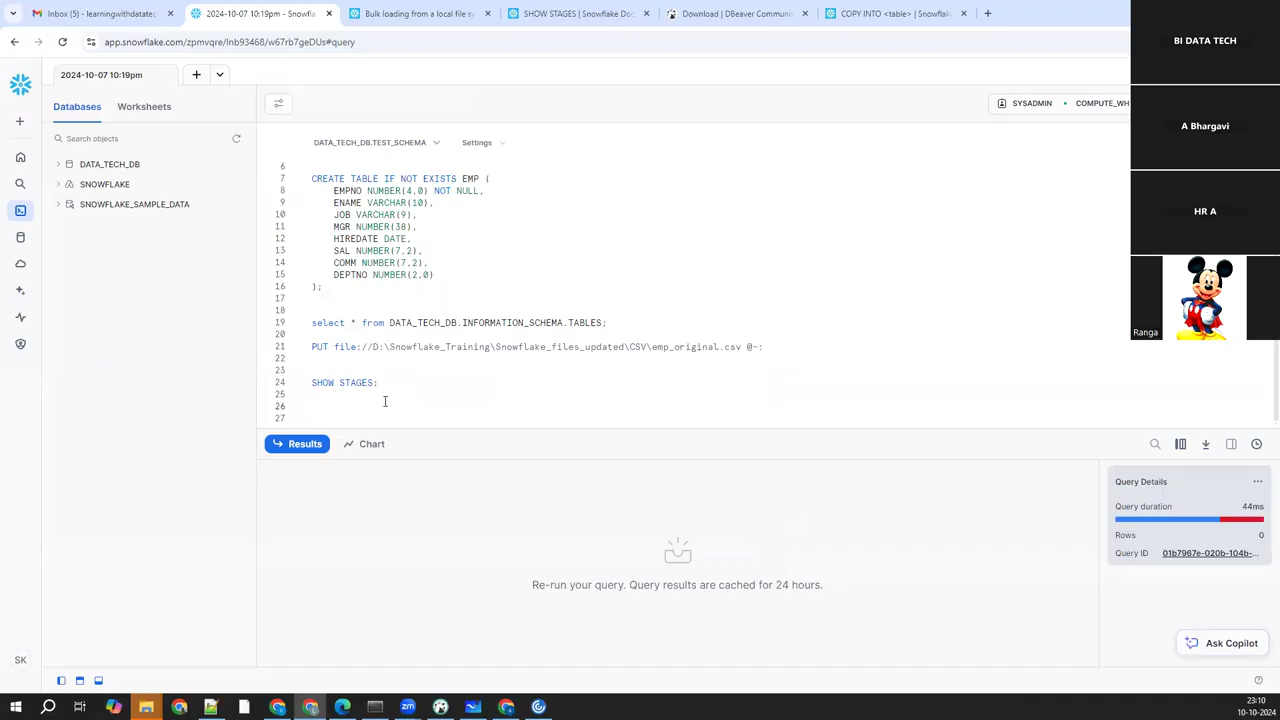 Inbox (396) - learningwithdatatec
2024-10-07 10:19pm - Snowfla
Bulk loading from a local file sy
SHOW STAGES | Snowflake Doc
Download | DBeaver Communi
COPY INTO <table> | Snowflak
app.snowflake.com/zpmvqre/lnb93468/w67rb7geDUs#query
2024-10-07 10:19pm
Databases
Worksheets
SYSADMIN
COMPUTE_WH
Search objects
DATA_TECH_DB
SNOWFLAKE
SNOWFLAKE_SAMPLE_DATA
DATA_TECH_DB.TEST_SCHEMA
Settings
6
7 CREATE TABLE IF NOT EXISTS EMP (
8 EMPNO NUMBER(4,0) NOT NULL,
9 ENAME VARCHAR(10),
10 JOB VARCHAR(9),
11 MGR NUMBER(38),
12 HIREDATE DATE,
13 SAL NUMBER(7,2),
14 COMM NUMBER(7,2),
15 DEPTNO NUMBER(2,0)
16 );
17
18
19 select * from DATA_TECH_DB.INFORMATION_SCHEMA.TABLES;
20
21 PUT file://D:\Snowflake_Training\Snowflake_files_updated\CSV\emp_original.csv @~;
22
23
24 SHOW STAGES;
25
26
27
Results
Chart
Re-run your query. Query results are cached for 24 hours.
Query Details
Query duration 44ms
Rows 0
Query ID 01b7967e-020b-104b-...
Ask Copilot
SK
BI DATA TECH
A Bhargavi
HR A
Ranga
23:10
10-10-2024